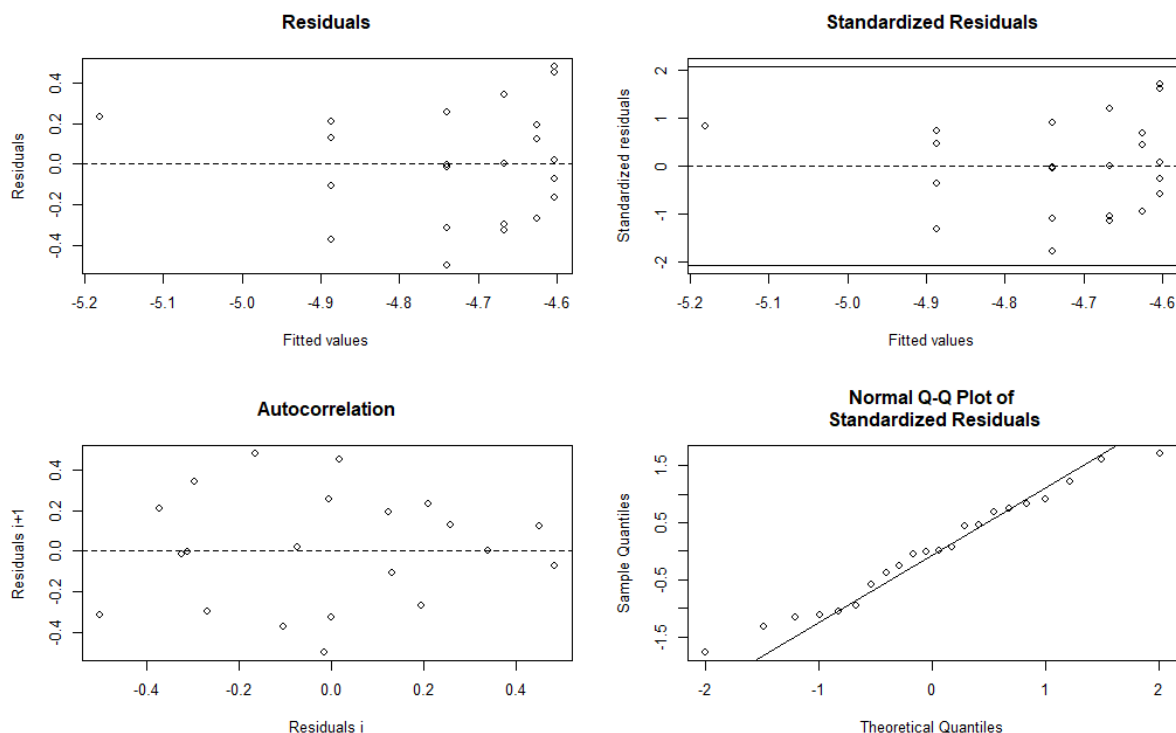 Residuals
Residuals
0.4
0.2
0.0
-0.2
-0.4
-5.2 -5.1 -5.0 -4.9 -4.8 -4.7 -4.6
Fitted values
Standardized Residuals
Standardized residuals
2
1
0
-1
-2
-5.2 -5.1 -5.0 -4.9 -4.8 -4.7 -4.6
Fitted values
Autocorrelation
Residuals i+1
0.4
0.2
0.0
-0.2
-0.4
-0.4 -0.2 0.0 0.2 0.4
Residuals i
Normal Q-Q Plot of
Standardized Residuals
Sample Quantiles
1.5
0.5
-0.5
-1.5
-2 -1 0 1 2
Theoretical Quantiles